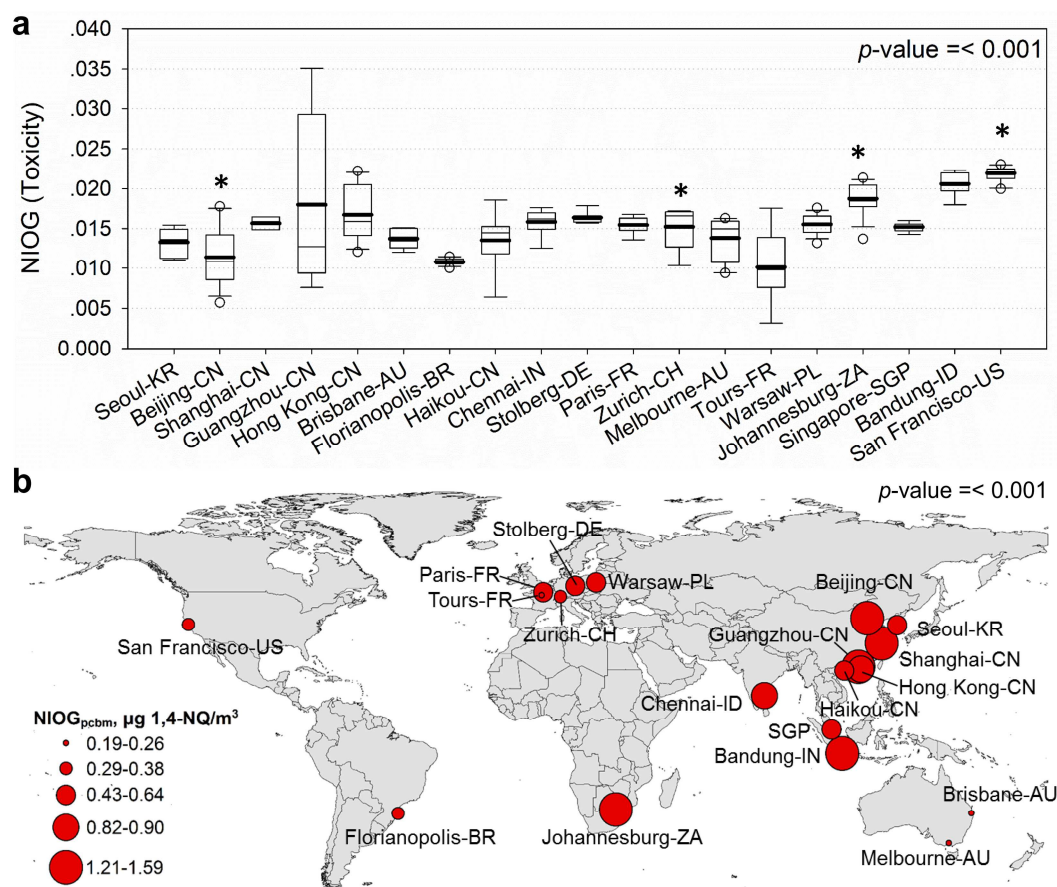 a
.040
.035
.030
.025
.020
.015
.010
.005
0.000
NIOG (Toxicity)
p-value =< 0.001
*
*
*
*
Seoul-KR
Beijing-CN
Shanghai-CN
Guangzhou-CN
Hong Kong-CN
Brisbane-AU
Florianopolis-BR
Haikou-CN
Chennai-IN
Stolberg-DE
Paris-FR
Zurich-CH
Melbourne-AU
Tours-FR
Warsaw-PL
Johannesburg-ZA
Singapore-SGP
Bandung-ID
San Francisco-US
b
p-value =< 0.001
Stolberg-DE
Paris-FR
Warsaw-PL
Beijing-CN
Tours-FR
Zurich-CH
Guangzhou-CN
Seoul-KR
San Francisco-US
Shanghai-CN
Hong Kong-CN
Chennai-ID
Haikou-CN
SGP
Bandung-IN
NIOGpcbm, µg 1,4-NQ/m³
0.19-0.26
0.29-0.38
0.43-0.64
0.82-0.90
1.21-1.59
Brisbane-AU
Florianopolis-BR
Johannesburg-ZA
Melbourne-AU